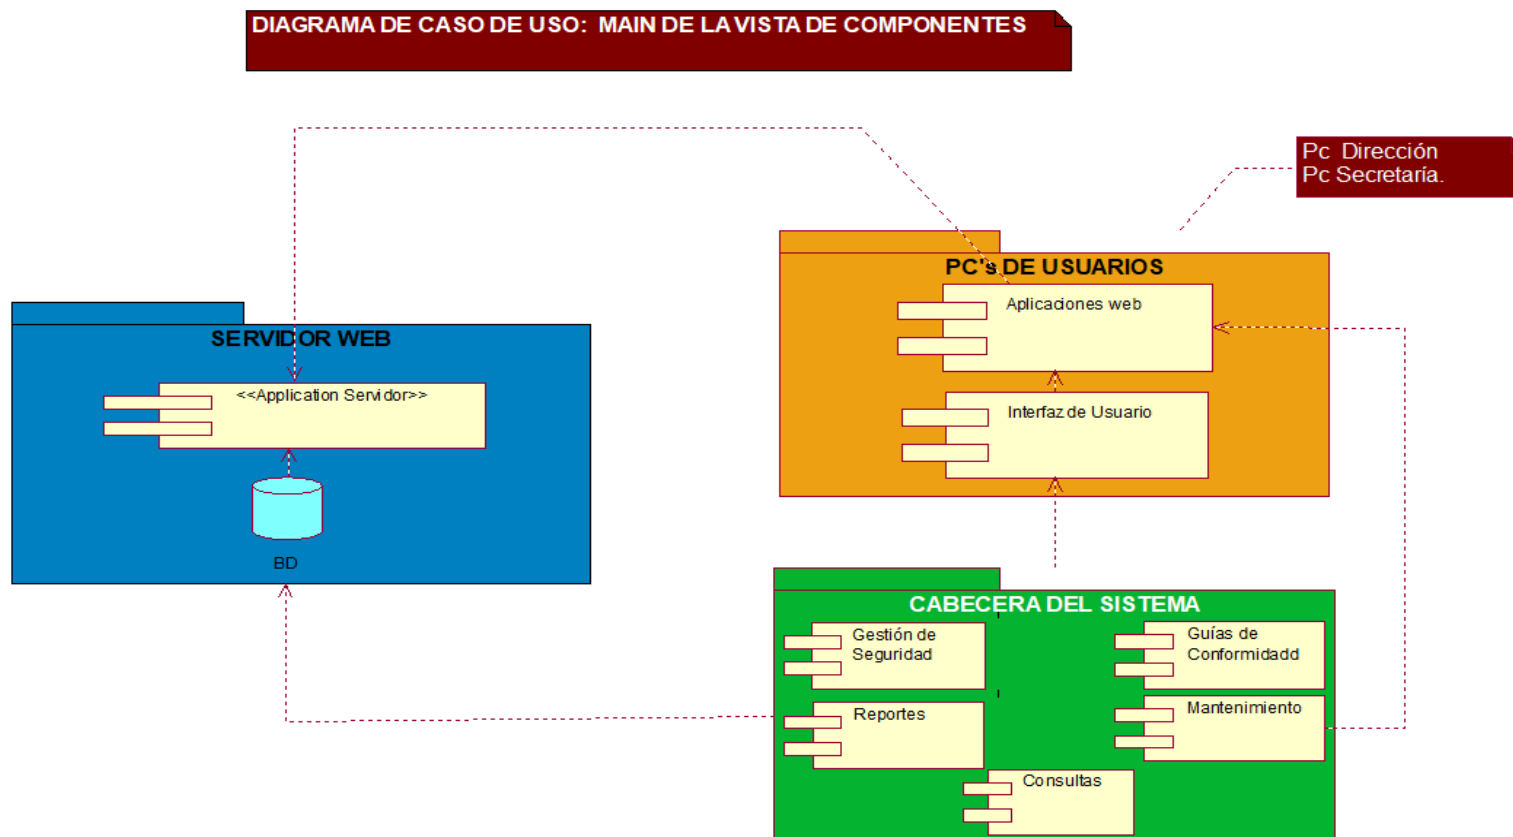 DIAGRAMA DE CASO DE USO: MAIN DE LA VISTA DE COMPONENTES
Pc Dirección
Pc Secretaría.
PC's DE USUARIOS
Aplicaciones web
Interfaz de Usuario
SERVIDOR WEB
<<Application Servidor>>
BD
CABECERA DEL SISTEMA
Gestión de
Seguridad
Guías de
Conformidadd
Reportes
Mantenimiento
Consultas